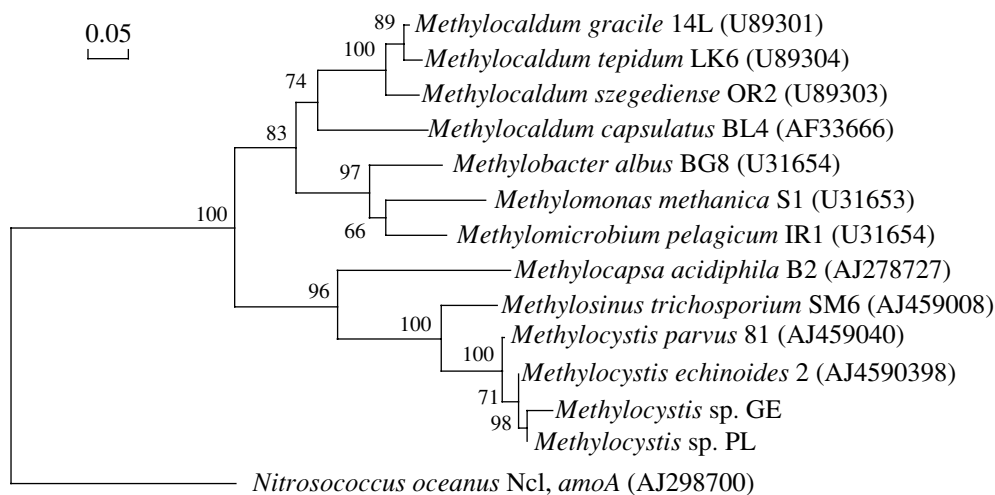 0.05
89
Methylocaldum gracile 14L (U89301)
100
Methylocaldum tepidum LK6 (U89304)
74
Methylocaldum szegediense OR2 (U89303)
83
Methylocaldum capsulatus BL4 (AF33666)
97
Methylobacter albus BG8 (U31654)
Methylomonas methanica S1 (U31653)
100
66
Methylomicrobium pelagicum IR1 (U31654)
Methylocapsa acidiphila B2 (AJ278727)
96
Methylosinus trichosporium SM6 (AJ459008)
100
Methylocystis parvus 81 (AJ459040)
100
Methylocystis echinoides 2 (AJ4590398)
71
Methylocystis sp. GE
98
Methylocystis sp. PL
Nitrosococcus oceanus Ncl, amoA (AJ298700)